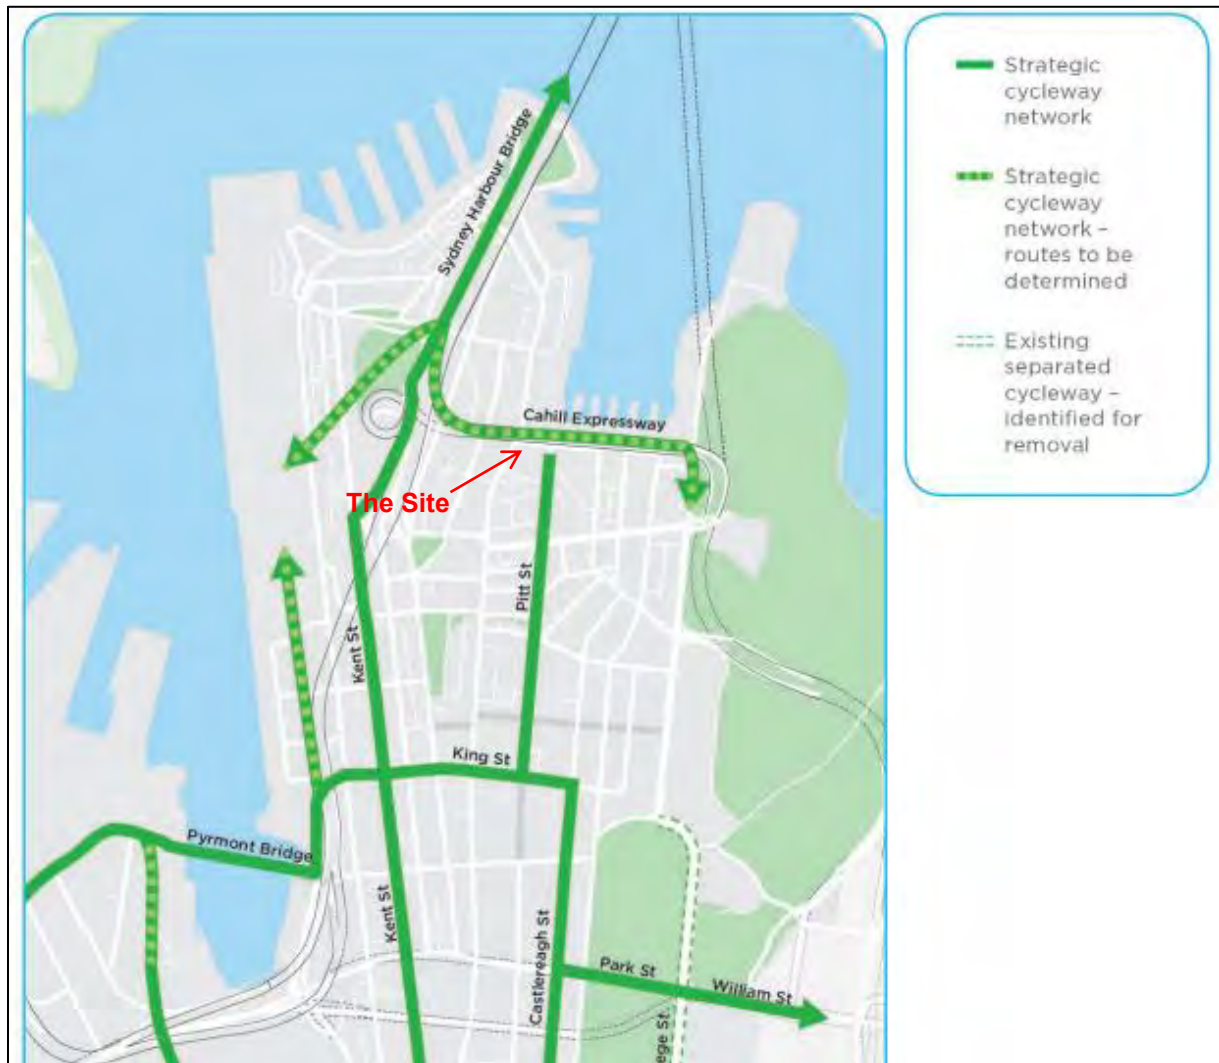 Strategic
cycleway
network
Strategic
cycleway
network –
routes to be
determined
Existing
separated
cycleway –
identified for
removal
Sydney Harbour Bridge
Cahill Expressway
The Site
Pitt St
Kent St
King St
Pyrmont Bridge
Kent St
Castlereagh St
Park St
William St
ege St